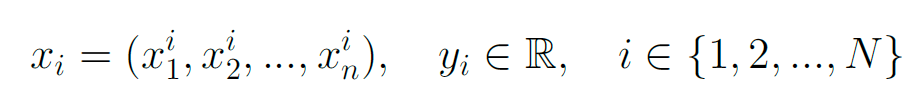 x_i = (x_1^i, x_2^i, ..., x_n^i), y_i ∈ ℝ, i ∈ {1, 2, ..., N}